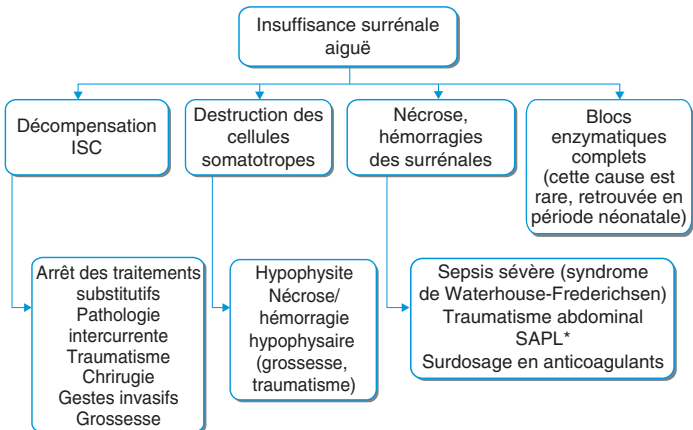 Insuffisance surrénale
aiguë
Décompensation
ISC
Destruction des
cellules
somatotropes
Nécrose,
hémorragies
des surrénales
Blocs
enzymatiques
complets
(cette cause est
rare, retrouvée en
période néonatale)
Arrêt des traitements
substitutifs
Pathologie
intercurrente
Traumatisme
Chrirugie
Gestes invasifs
Grossesse
Hypophysite
Nécrose/
hémorragie
hypophysaire
(grossesse,
traumatisme)
Sepsis sévère (syndrome
de Waterhouse-Frederichsen)
Traumatisme abdominal
SAPL*
Surdosage en anticoagulants